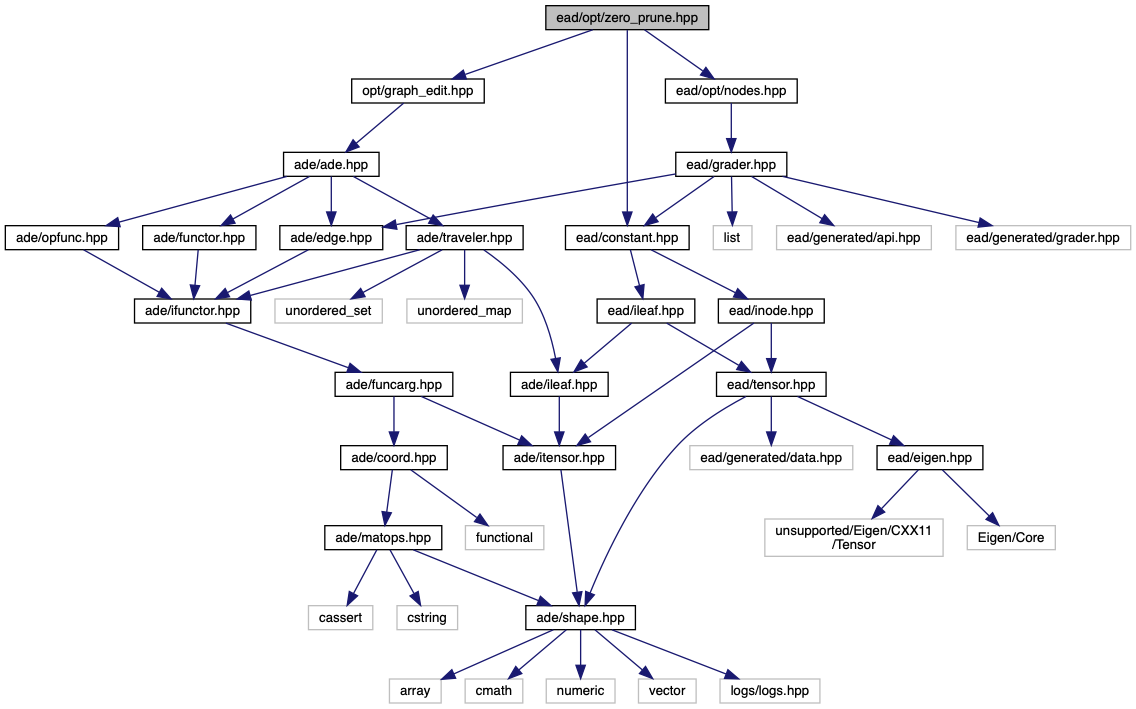 ead/opt/zero_prune.hpp
opt/graph_edit.hpp
ead/opt/nodes.hpp
ade/ade.hpp
ead/grader.hpp
ade/opfunc.hpp
ade/functor.hpp
ade/edge.hpp
ade/traveler.hpp
ead/constant.hpp
list
ead/generated/api.hpp
ead/generated/grader.hpp
ade/ifunctor.hpp
unordered_set
unordered_map
ead/ileaf.hpp
ead/inode.hpp
ade/funcarg.hpp
ade/ileaf.hpp
ead/tensor.hpp
ade/coord.hpp
ade/itensor.hpp
ead/generated/data.hpp
ead/eigen.hpp
ade/matops.hpp
functional
unsupported/Eigen/CXX11
/Tensor
Eigen/Core
cassert
cstring
ade/shape.hpp
array
cmath
numeric
vector
logs/logs.hpp